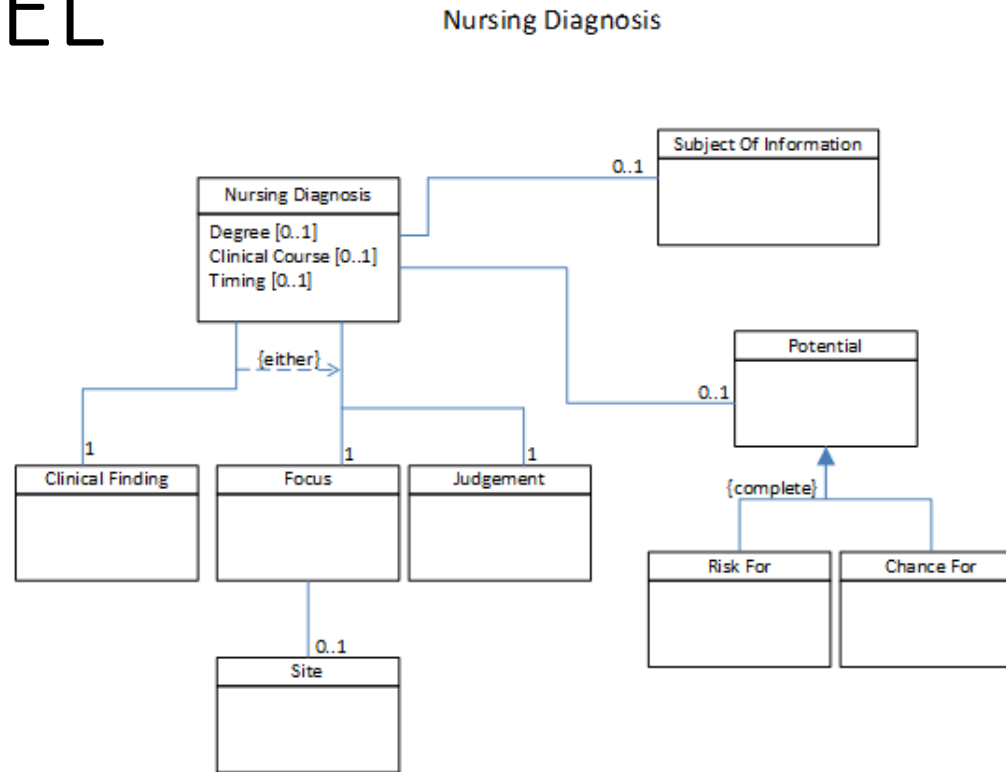 EL
Nursing Diagnosis
Subject Of Information
0..1
Nursing Diagnosis
Degree [0..1]
Clinical Course [0..1]
Timing [0..1]
{either}
Potential
0..1
1
1
1
Clinical Finding
Focus
Judgement
{complete}
Risk For
Chance For
0..1
Site